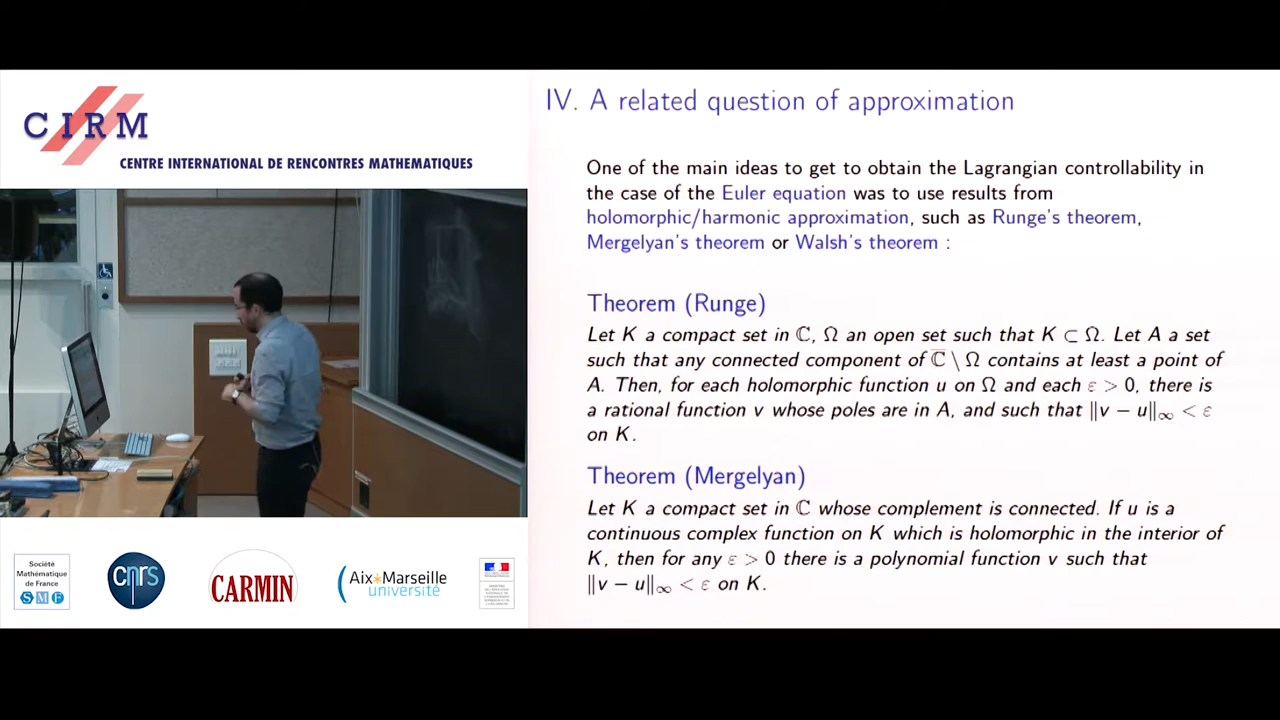 CIRM
CENTRE INTERNATIONAL DE RENCONTRES MATHEMATIQUES
IV. A related question of approximation
One of the main ideas to get to obtain the Lagrangian controllability in
the case of the Euler equation was to use results from
holomorphic/harmonic approximation, such as Runge's theorem,
Mergelyan's theorem or Walsh's theorem :
Theorem (Runge)
Let K a compact set in ℂ, Ω an open set such that K ⊂ Ω. Let A a set
such that any connected component of ℂ \ Ω contains at least a point of
A. Then, for each holomorphic function u on Ω and each ε > 0, there is
a rational function v whose poles are in A, and such that ‖v − u‖∞ < ε
on K.
Theorem (Mergelyan)
Let K a compact set in ℂ whose complement is connected. If u is a
continuous complex function on K which is holomorphic in the interior of
K, then for any ε > 0 there is a polynomial function v such that
‖v − u‖∞ < ε on K.
Société
Mathématique
de France
S M F
cnrs
CARMIN
Aix*Marseille
université